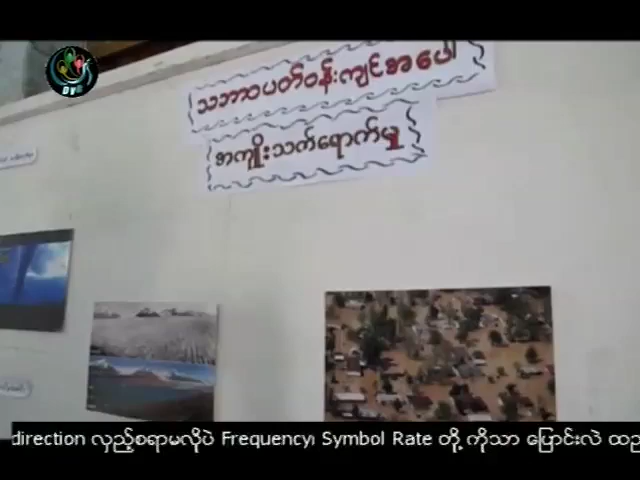 DVB
သဘာဝပတ်ဝန်းကျင်အပေါ်
အကျိုးသက်ရောက်မှု
direction လှည့်စရာမလိုပဲ Frequency၊ Symbol Rate တို့ ကိုသာ ပြောင်းလဲ